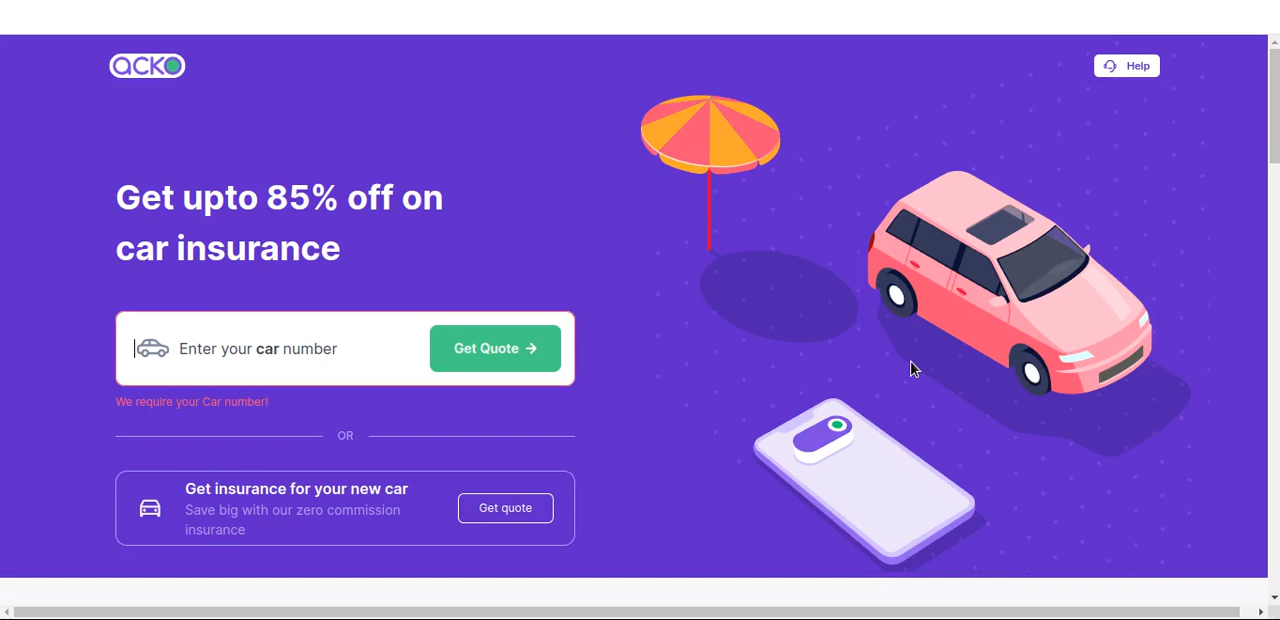 ACKO
Help
Get upto 85% off on
car insurance
Enter your car number
Get Quote →
We require your Car number!
OR
Get insurance for your new car
Save big with our zero commission
insurance
Get quote